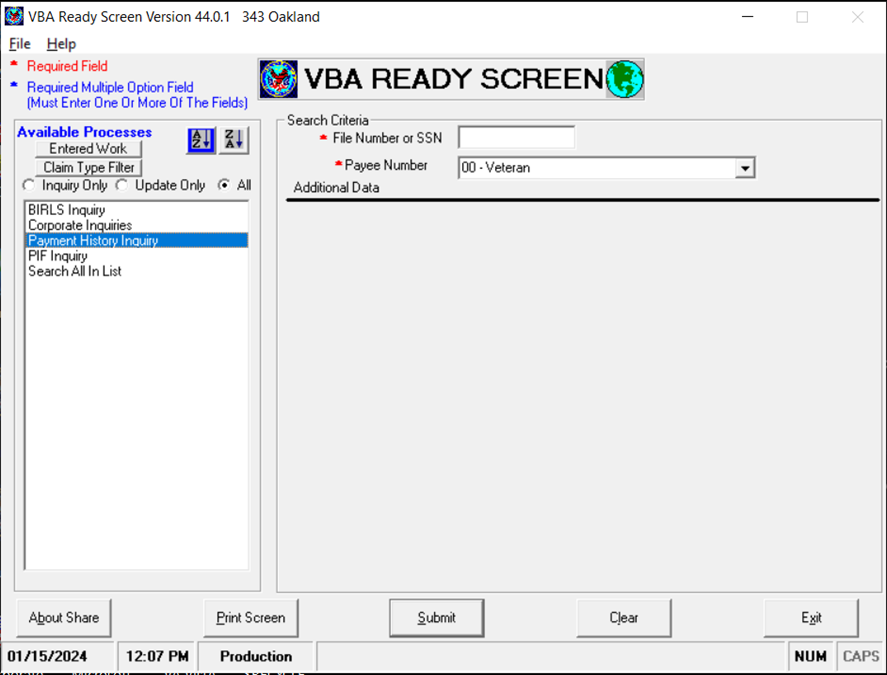 VBA Ready Screen Version 44.0.1   343 Oakland
File   Help
* Required Field
* Required Multiple Option Field
(Must Enter One Or More Of The Fields)
VBA READY SCREEN
Available Processes
A Z
Z A
Entered Work
Claim Type Filter
Inquiry Only
Update Only
All
BIRLS Inquiry
Corporate Inquiries
Payment History Inquiry
PIF Inquiry
Search All In List
Search Criteria
* File Number or SSN
* Payee Number
00 - Veteran
Additional Data
About Share
Print Screen
Submit
Clear
Exit
01/15/2024
12:07 PM
Production
NUM
CAPS